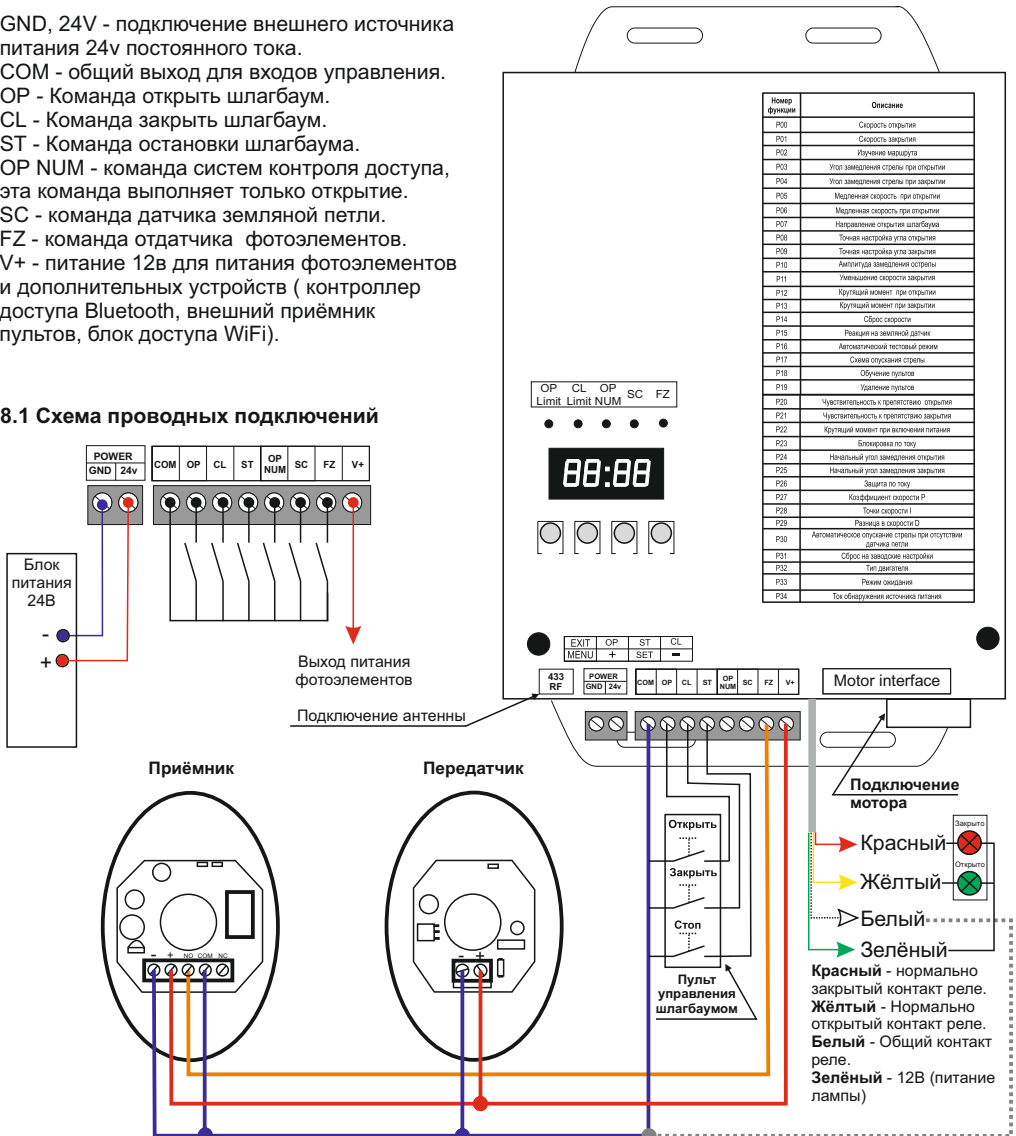 GND, 24V - подключение внешнего источника
питания 24v постоянного тока.
COM - общий выход для входов управления.
OP - Команда открыть шлагбаум.
CL - Команда закрыть шлагбаум.
ST - Команда остановки шлагбаума.
OP NUM - команда систем контроля доступа,
эта команда выполняет только открытие.
SC - команда датчика земляной петли.
FZ - команда отдатчика фотоэлементов.
V+ - питание 12в для питания фотоэлементов
и дополнительных устройств ( контроллер
доступа Bluetooth, внешний приёмник
пультов, блок доступа WiFi).
8.1 Схема проводных подключений
POWER
GND 24v
COM OP CL ST OP NUM SC FZ V+
Блок
питания
24В
-
+
Выход питания
фотоэлементов
Подключение антенны
Номер функции Описание
P00 Скорость открытия
P01 Скорость закрытия
P02 Изучение маршрута
P03 Угол замедления стрелы при открытии
P04 Угол замедления стрелы при закрытии
P05 Медленная скорость при открытии
P06 Медленная скорость при открытии
P07 Направление открытия шлагбаума
P08 Точная настройка угла открытия
P09 Точная настройка угла закрытия
P10 Амплитуда замедления острелы
P11 Уменьшение скорости закрытия
P12 Крутящий момент при открытии
P13 Крутящий момент при закрытии
P14 Сброс скорости
P15 Реакция на земляной датчик
P16 Автоматический тестовый режим
P17 Схема опускания стрелы
P18 Обучение пультов
P19 Удаление пультов
P20 Чувствительность к препятствию открытия
P21 Чувствительность к препятствию закрытия
P22 Крутящий момент при включении питания
P23 Блокировка по току
P24 Начальный угол замедления открытия
P25 Начальный угол замедления закрытия
P26 Защита по току
P27 Коэффициент скорости P
P28 Точки скорости I
P29 Разница в скорости D
P30 Автоматическое опускание стрелы при отсутствии
датчика петли
P31 Сброс на заводские настройки
P32 Тип двигателя
P33 Режим ожидания
P34 Ток обнаружения источника питания
OP Limit CL Limit OP NUM SC FZ
88:88
EXIT OP ST CL
MENU + SET -
433 RF
POWER
GND 24v
COM OP CL ST OP NUM SC FZ V+
Motor interface
Подключение
мотора
Приёмник
- + NO COM NC
Передатчик
- +
Открыть
Закрыть
Стоп
Пульт
управления
шлагбаумом
Закрыто
Красный
Открыто
Жёлтый
Белый
Зелёный
Красный - нормально
закрытый контакт реле.
Жёлтый - Нормально
открытый контакт реле.
Белый - Общий контакт
реле.
Зелёный - 12В (питание
лампы)